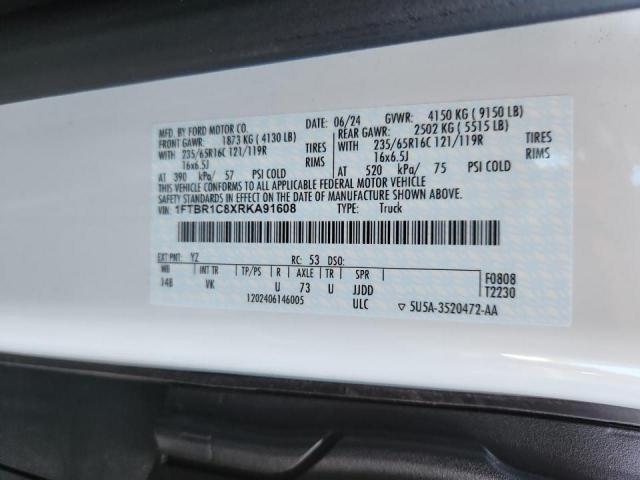 MFD. BY FORD MOTOR CO.
DATE: 06/24 GVWR: 4150 KG ( 9150 LB)
FRONT GAWR: 1873 KG ( 4130 LB)
REAR GAWR: 2502 KG ( 5515 LB)
WITH 235/65R16C 121/119R TIRES
WITH 235/65R16C 121/119R TIRES
16x6.5J RIMS
16x6.5J RIMS
AT 390 kPa/ 57 PSI COLD
AT 520 kPa/ 75 PSI COLD
THIS VEHICLE CONFORMS TO ALL APPLICABLE FEDERAL MOTOR VEHICLE
SAFETY STANDARDS IN EFFECT ON THE DATE OF MANUFACTURE SHOWN ABOVE.
VIN: 1FTBR1C8XRKA91608 TYPE: Truck
EXT PNT: YZ RC: 53 DSO:
WB INT TR TP/PS R AXLE TR SPR
148 VK U 73 U JJDD
F0808
T2230
1202406146005 ULC ▽ 5U5A-3520472-AA